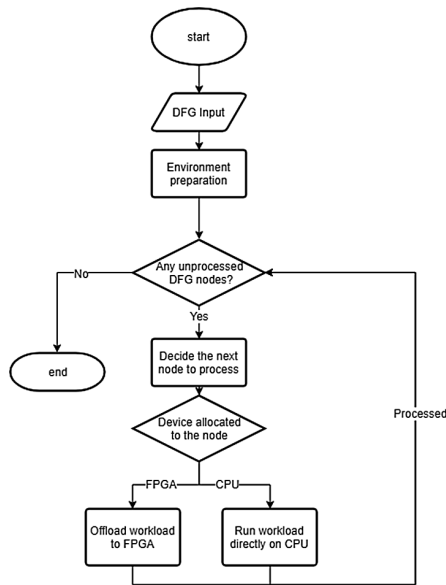 start
DFG Input
Environment
preparation
Any unprocessed
DFG nodes?
No
Yes
end
Decide the next
node to process
Device allocated
to the node
Processed
FPGA
CPU
Offload workload
to FPGA
Run workload
directly on CPU